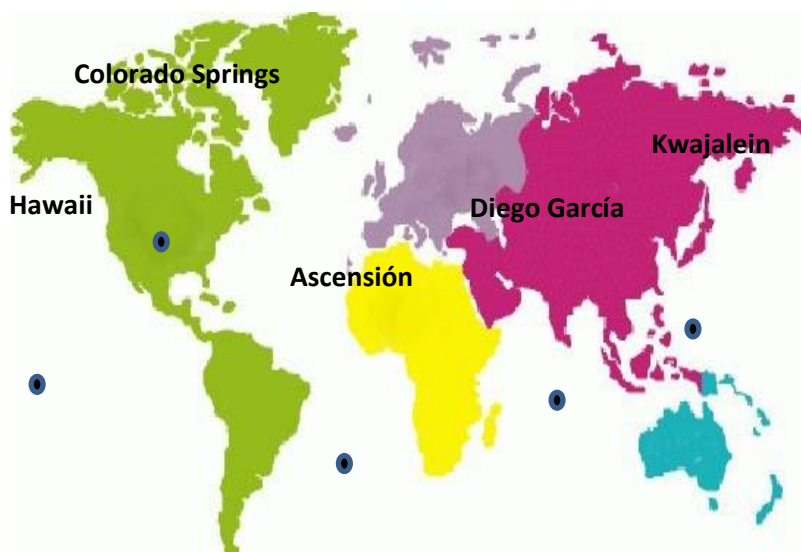 Colorado Springs
Kwajalein
Hawaii
Diego García
Ascensión